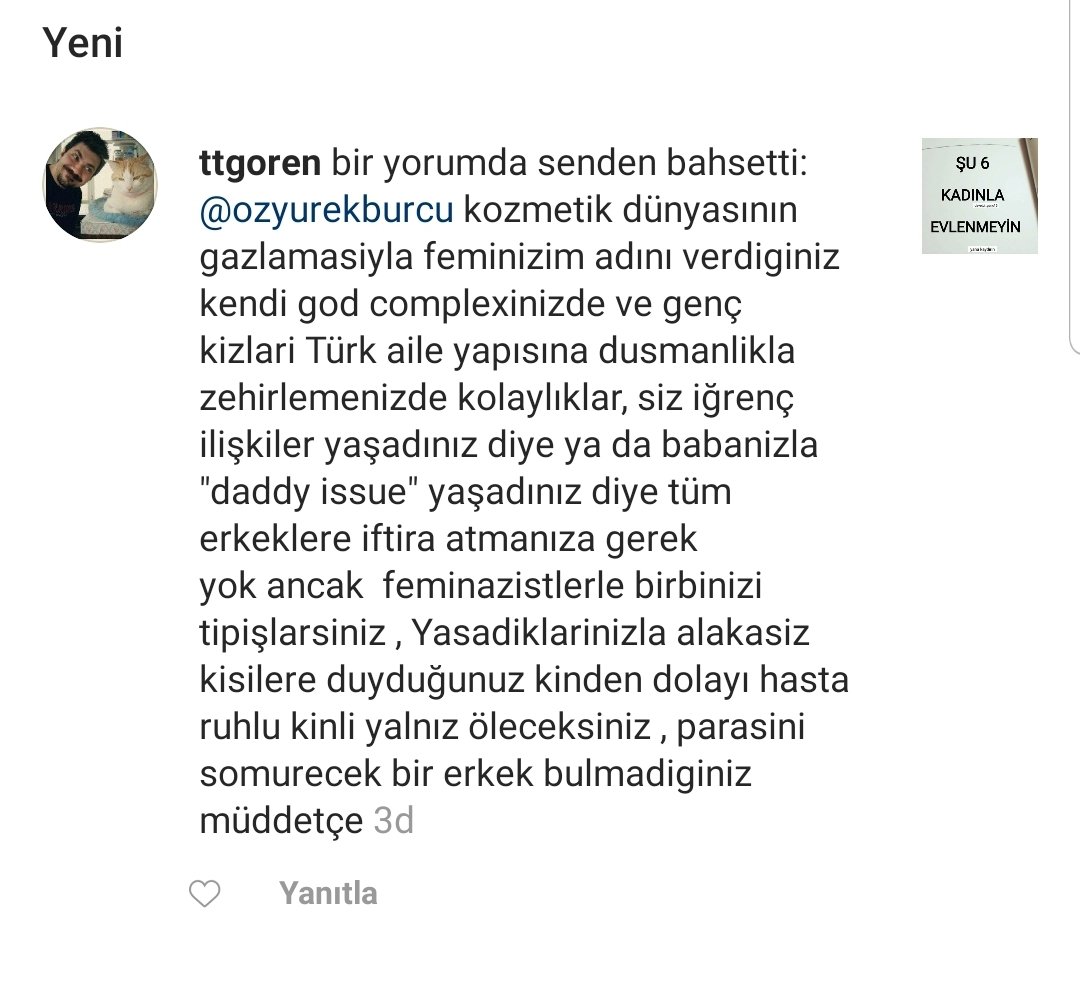 Yeni
ttgoren bir yorumda senden bahsetti:
@ozyurekburcu kozmetik dünyasının
gazlamasiyla feminizim adını verdiginiz
kendi god complexinizde ve genç
kizlari Türk aile yapısına dusmanlikla
zehirlemenizde kolaylıklar, siz iğrenç
ilişkiler yaşadınız diye ya da babanizla
"daddy issue" yaşadınız diye tüm
erkeklere iftira atmanıza gerek
yok ancak  feminazistlerle birbinizi
tipişlarsiniz , Yasadiklarinizla alakasiz
kisilere duyduğunuz kinden dolayı hasta
ruhlu kinli yalnız öleceksiniz , parasini
somurecek bir erkek bulmadiginiz
müddetçe 3d
Yanıtla
ŞU 6
KADINLA
EVLENMEYİN
yana kaydırın